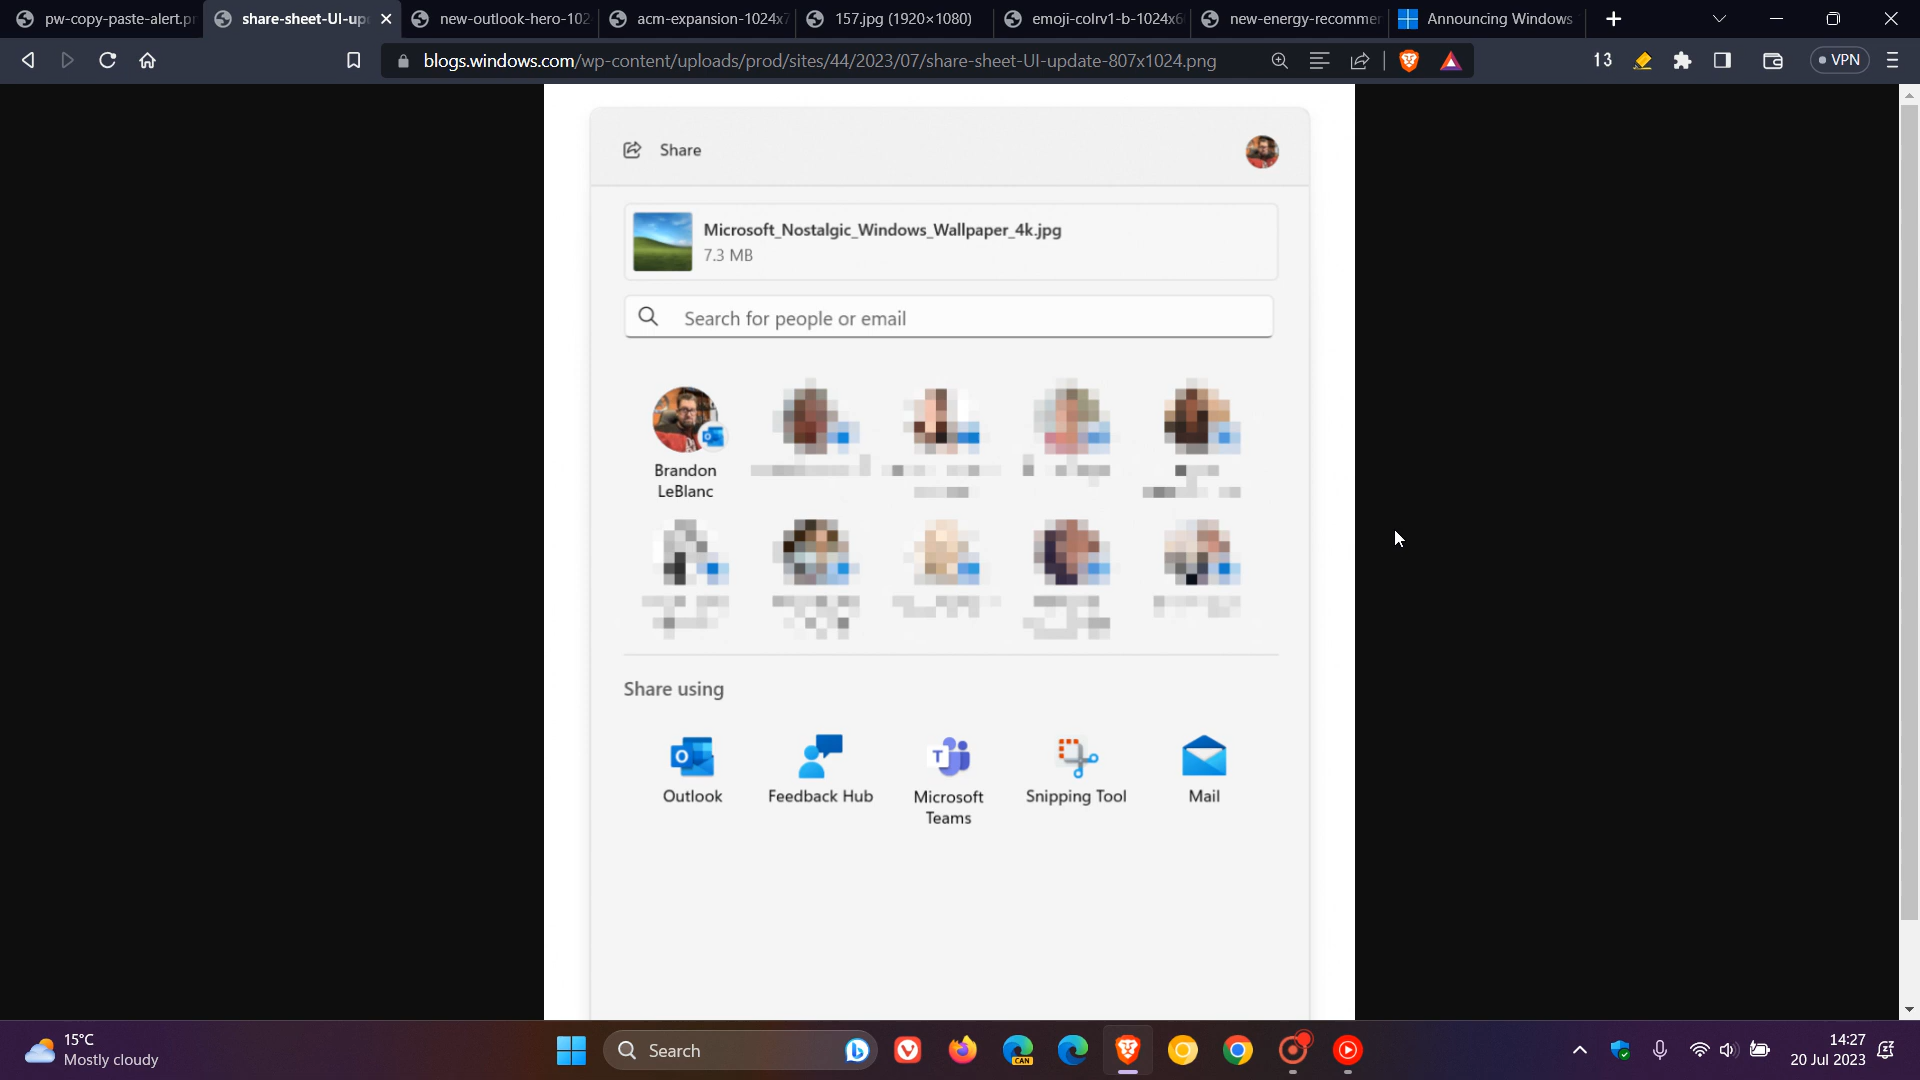 pw-copy-paste-alert.pr
share-sheet-UI-up
new-outlook-hero-102
acm-expansion-1024x7
157.jpg (1920×1080)
emoji-colrv1-b-1024x6
new-energy-recommer
Announcing Windows
blogs.windows.com/wp-content/uploads/prod/sites/44/2023/07/share-sheet-UI-update-807x1024.png
13
VPN
Share
Microsoft_Nostalgic_Windows_Wallpaper_4k.jpg
7.3 MB
Search for people or email
Brandon
LeBlanc
Share using
Outlook
Feedback Hub
Microsoft
Teams
Snipping Tool
Mail
15°C
Mostly cloudy
Search
CAN
14:27
20 Jul 2023